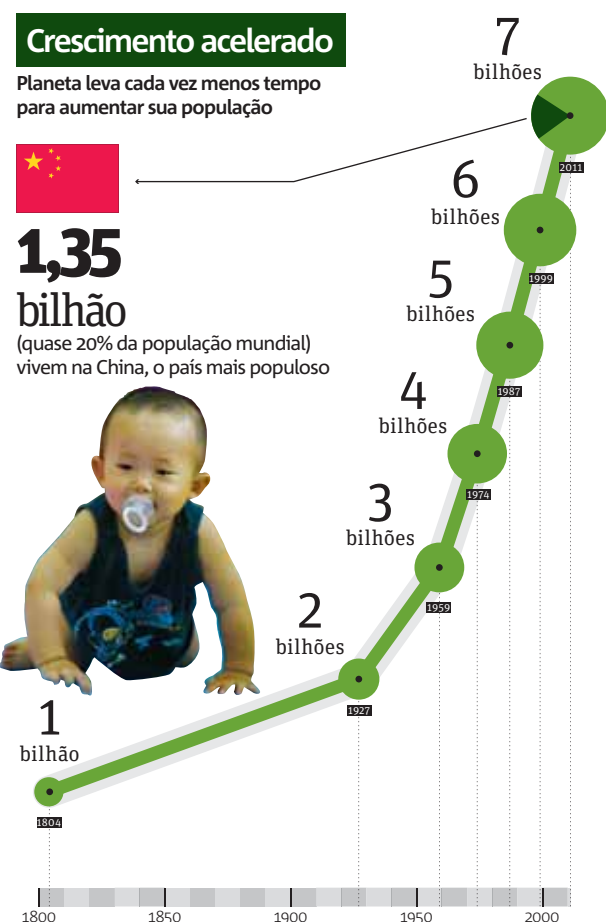 Crescimento acelerado
Planeta leva cada vez menos tempo
para aumentar sua população
1,35
bilhão
(quase 20% da população mundial)
vivem na China, o país mais populoso
7
bilhões
2011
6
bilhões
1999
5
bilhões
1987
4
bilhões
1974
3
bilhões
1959
2
bilhões
1927
1
bilhão
1804
1800 1850 1900 1950 2000